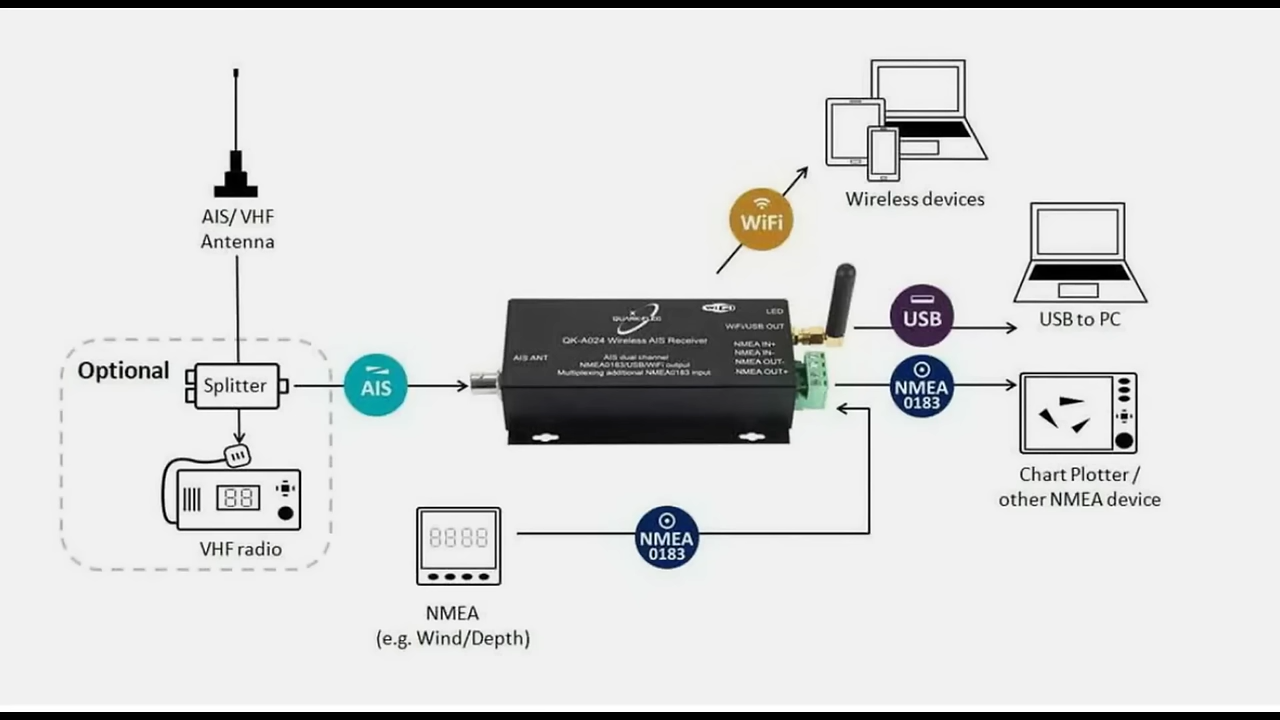 AIS/ VHF
Antenna
Optional
Splitter
VHF radio
AIS
NMEA
(e.g. Wind/Depth)
NMEA
0183
QUARK-ELEC
WiFi
LED
WiFi/USB OUT
QK-A024 Wireless AIS Receiver
NMEA IN+
NMEA IN-
NMEA OUT-
NMEA OUT+
AIS ANT
AIS dual channel
NMEA0183/USB/WiFi output
Multiplexing additional NMEA0183 input
WiFi
Wireless devices
USB
USB to PC
NMEA
0183
Chart Plotter /
other NMEA device